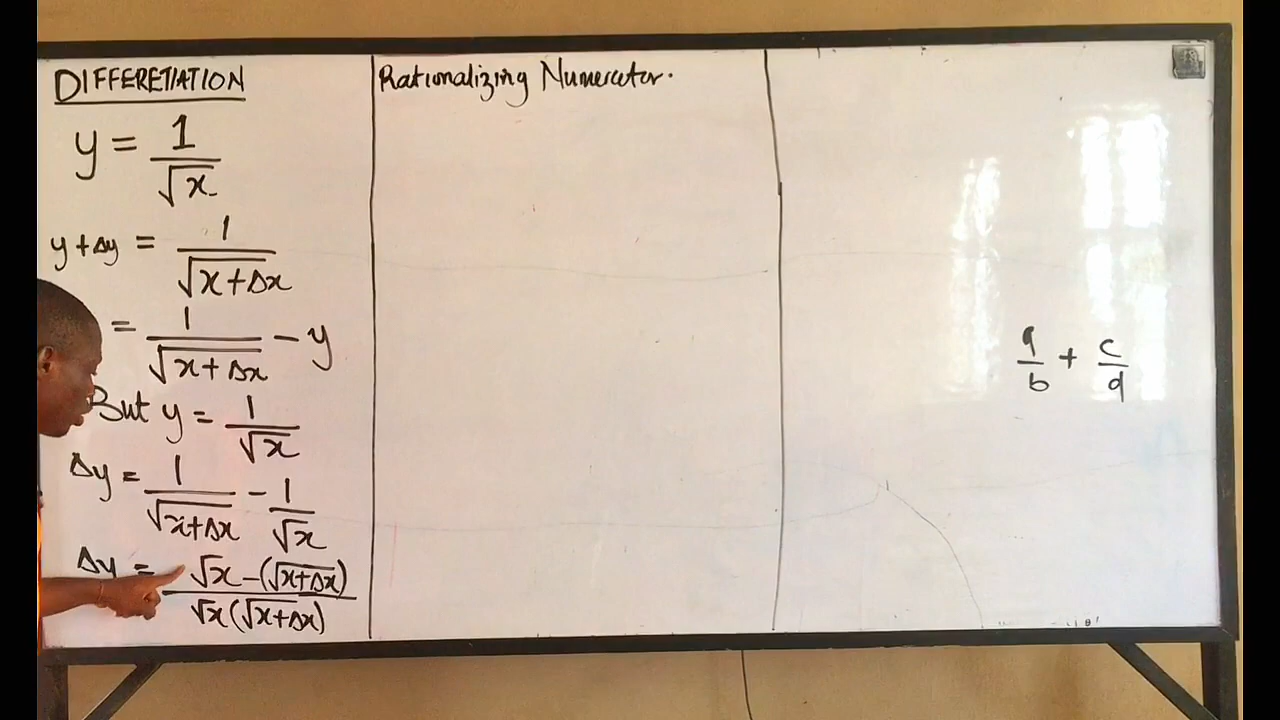 DIFFERETIATION
y = 1/√x
y + Δy = 1/√(x+Δx)
= 1/√(x+Δx) - y
But y = 1/√x
Δy = 1/√(x+Δx) - 1/√x
Δy = √x - (√(x+Δx)) / √x(√(x+Δx))
Rationalizing Numerator.
a/b + c/d